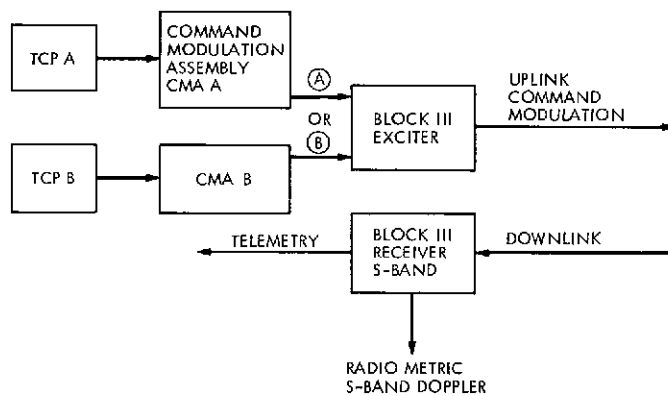 TCP A
COMMAND
MODULATION
ASSEMBLY
CMA A
A
OR
B
BLOCK III
EXCITER
UPLINK
COMMAND
MODULATION
TCP B
CMA B
TELEMETRY
BLOCK III
RECEIVER
S-BAND
DOWNLINK
RADIO METRIC
S-BAND DOPPLER